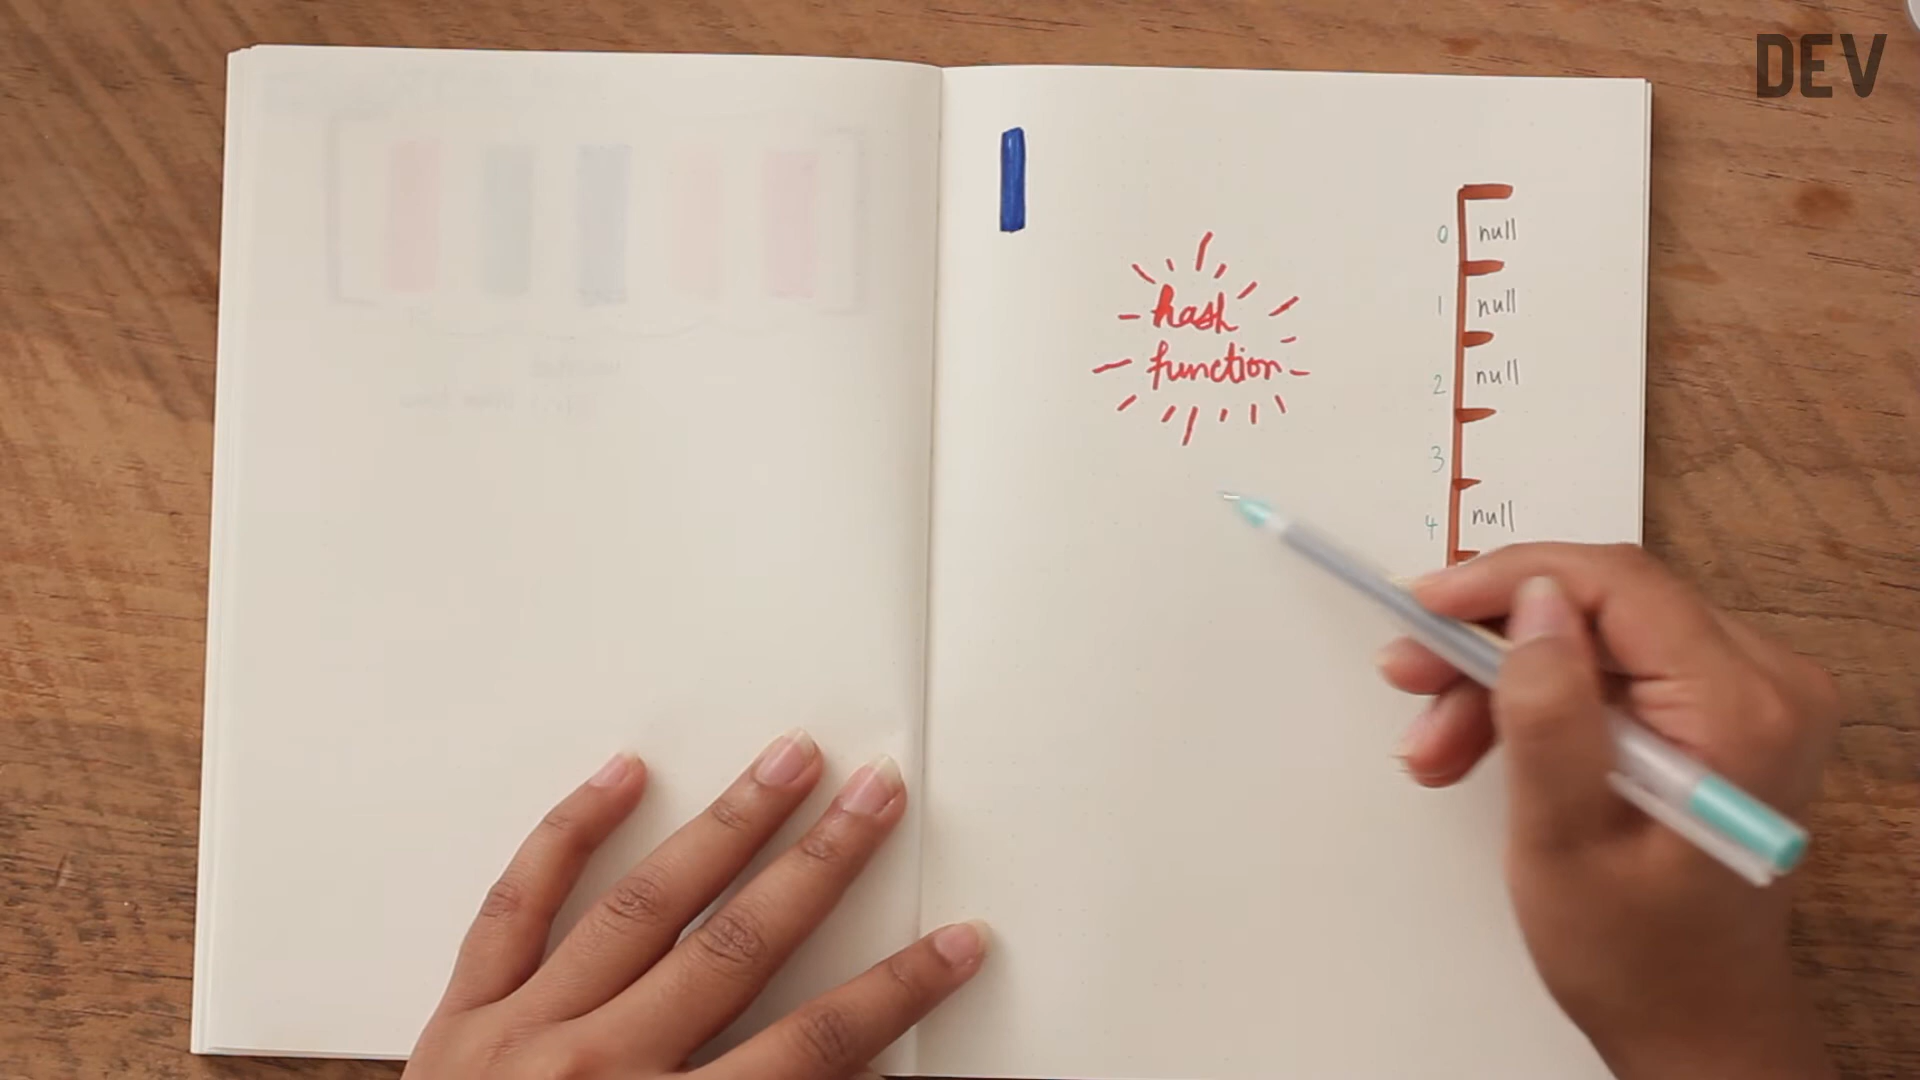 DEV
hash
function
0 null
1 null
2 null
3
4 null